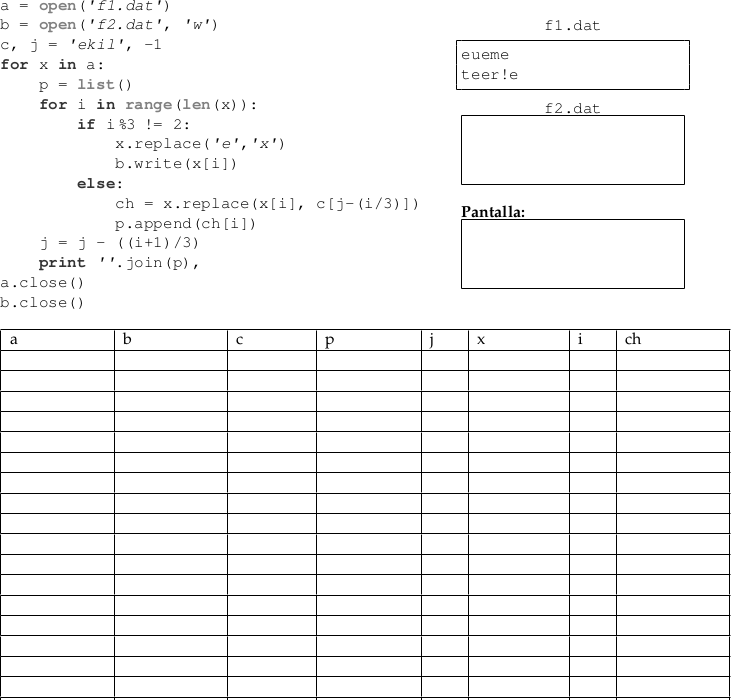 a = open('f1.dat')
b = open('f2.dat', 'w')
c, j = 'ekil', -1
for x in a:
    p = list()
    for i in range(len(x)):
        if i%3 != 2:
            x.replace('e','x')
            b.write(x[i])
        else:
            ch = x.replace(x[i], c[j-(i/3)])
            p.append(ch[i])
    j = j - ((i+1)/3)
    print ''.join(p),
a.close()
b.close()
f1.dat
eueme
teer!e
f2.dat
Pantalla:
a b c p j x i ch